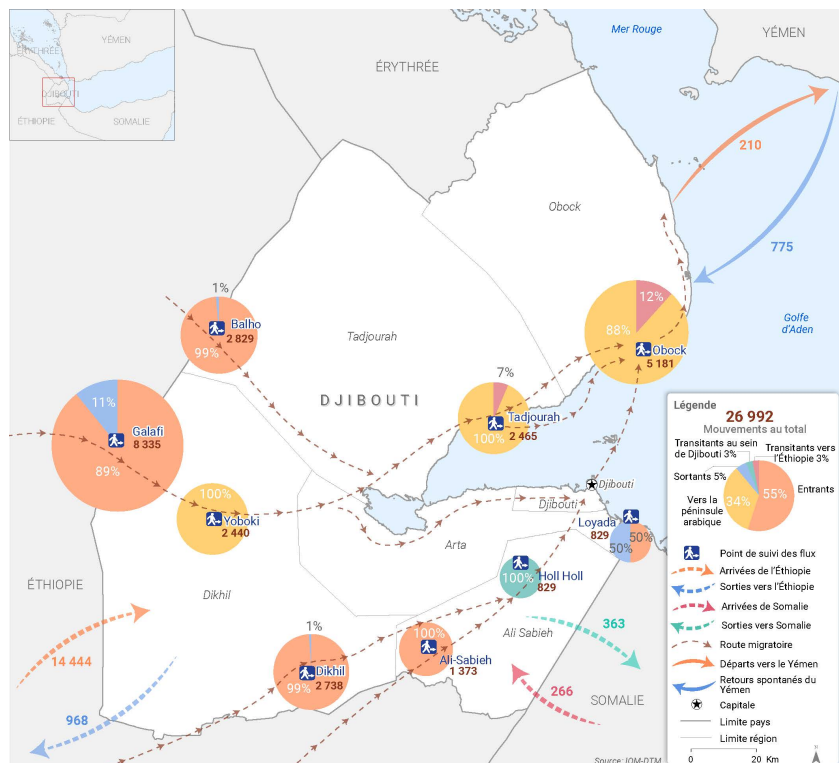 Mer Rouge
YÉMEN
YÉMEN
ÉRYTHRÉE
DJIBOUTI
ÉTHIOPIE
SOMALIE
ÉRYTHRÉE
210
775
Obock
Golfe
d'Aden
1%
Balho
2 829
99%
Tadjourah
12%
88%
Obock
5 181
DJIBOUTI
7%
Tadjourah
100%
2 465
11%
Galafi
8 335
89%
100%
Yoboki
2 440
Djibouti
Djibouti
Loyada
829
50%
50%
Arta
Holl Holl
100%
829
ÉTHIOPIE
Dikhil
Ali Sabieh
363
1%
Dikhil
99%
2 738
100%
Ali-Sabieh
1 373
14 444
968
266
SOMALIE
Légende
26 992
Mouvements au total
Transitants au sein
de Djibouti 3%
Transitants vers
l'Éthiopie 3%
Sortants 5%
Entrants
55%
34%
Vers la
péninsule
arabique
Point de suivi des flux
Arrivées de l'Éthiopie
Sorties vers l'Éthiopie
Arrivées de Somalie
Sorties vers Somalie
Route migratoire
Départs vers le Yémen
Retours spontanés du
Yémen
Capitale
Limite pays
Limite région
0 20 Km
N
Source: IOM-DTM